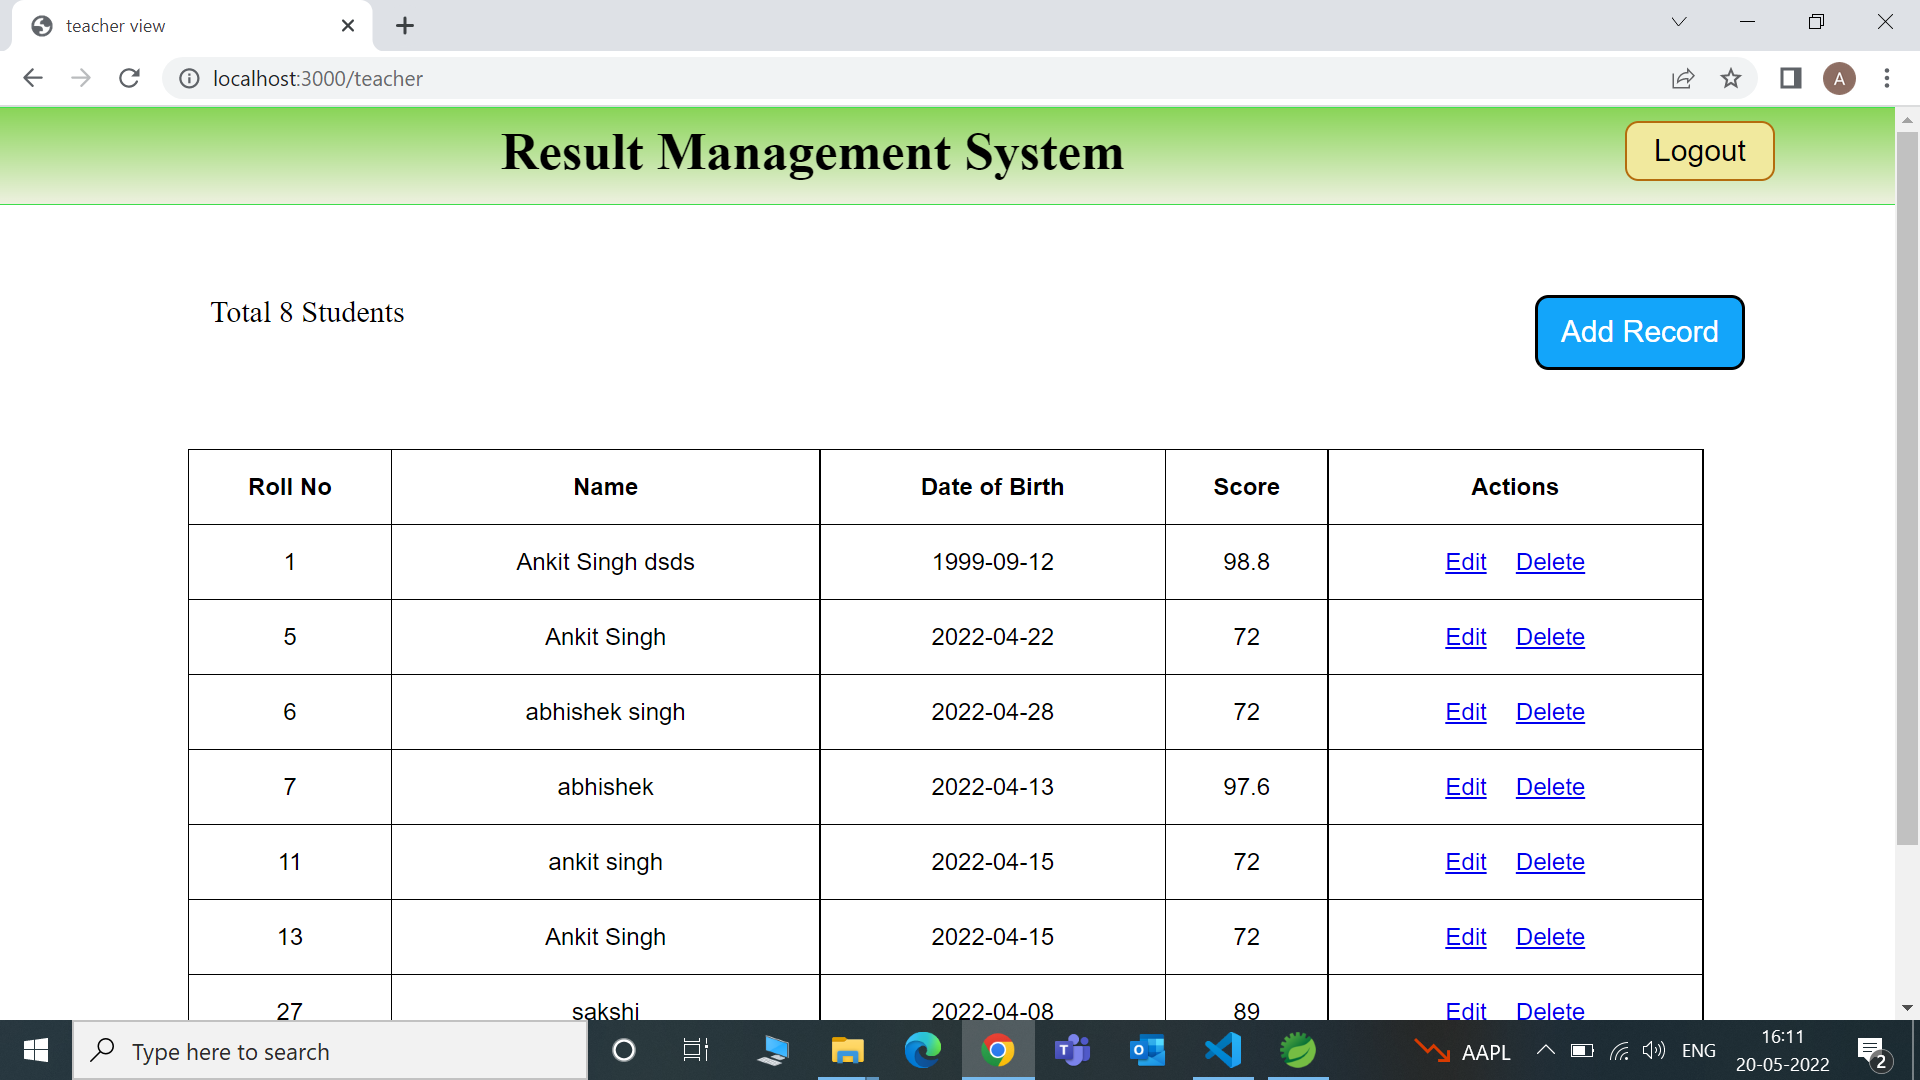 teacher view
localhost:3000/teacher
A
Result Management System
Logout
Total 8 Students
Add Record
Roll No Name Date of Birth Score Actions
1 Ankit Singh dsds 1999-09-12 98.8 Edit Delete
5 Ankit Singh 2022-04-22 72 Edit Delete
6 abhishek singh 2022-04-28 72 Edit Delete
7 abhishek 2022-04-13 97.6 Edit Delete
11 ankit singh 2022-04-15 72 Edit Delete
13 Ankit Singh 2022-04-15 72 Edit Delete
27 sakshi 2022-04-08 89 Edit Delete
Type here to search
AAPL
ENG
16:11
20-05-2022
2